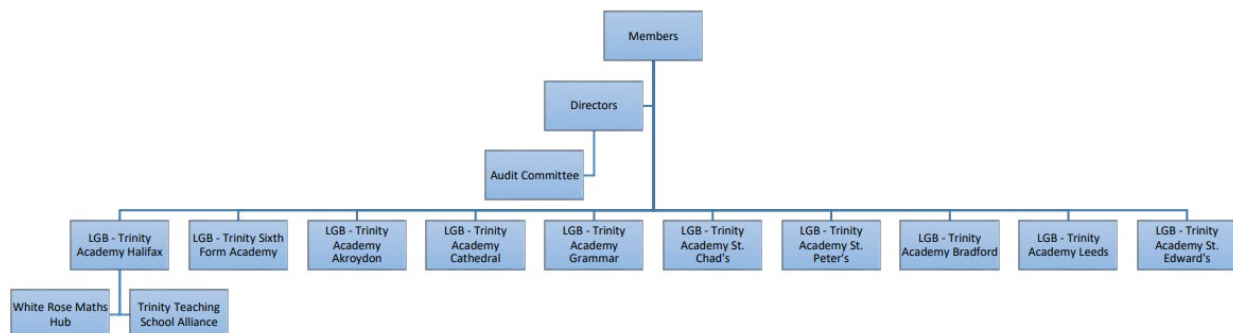 Members
Directors
Audit Committee
LGB - Trinity
Academy Halifax
LGB - Trinity Sixth
Form Academy
LGB - Trinity
Academy
Akroydon
LGB - Trinity
Academy
Cathedral
LGB - Trinity
Academy
Grammar
LGB - Trinity
Academy St.
Chad's
LGB - Trinity
Academy St.
Peter's
LGB - Trinity
Academy Bradford
LGB - Trinity
Academy Leeds
LGB - Trinity
Academy St.
Edward's
White Rose Maths
Hub
Trinity Teaching
School Alliance